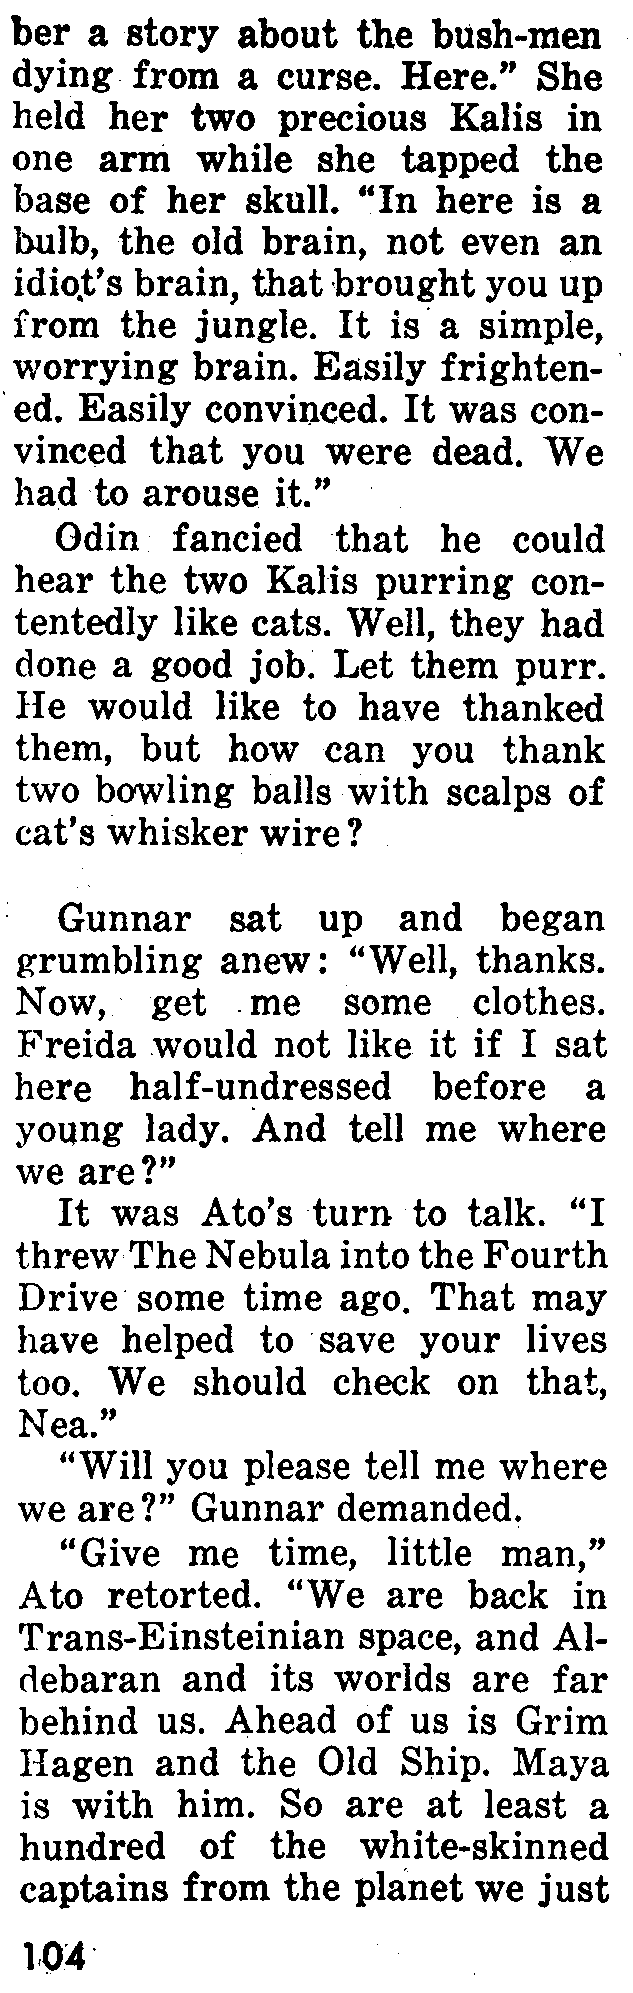 ber a story about the bush-men
dying from a curse. Here.” She
held her two precious Kalis in
one arm while she tapped the
base of her skull. “In here is a
bulb, the old brain, not even an
idiot’s brain, that brought you up
from the jungle. It is a simple,
worrying brain. Easily frighten-
ed. Easily convinced. It was con-
vinced that you were dead. We
had to arouse it.”
Odin fancied that he could
hear the two Kalis purring con-
tentedly like cats. Well, they had
done a good job. Let them purr.
He would like to have thanked
them, but how can you thank
two bowling balls with scalps of
cat’s whisker wire?
Gunnar sat up and began
grumbling anew: “Well, thanks.
Now, get me some clothes.
Freida would not like it if I sat
here half-undressed before a
young lady. And tell me where
we are?”
It was Ato’s turn to talk. “I
threw The Nebula into the Fourth
Drive some time ago. That may
have helped to save your lives
too. We should check on that,
Nea.”
“Will you please tell me where
we are?” Gunnar demanded.
“Give me time, little man,”
Ato retorted. “We are back in
Trans-Einsteinian space, and Al-
debaran and its worlds are far
behind us. Ahead of us is Grim
Hagen and the Old Ship. Maya
is with him. So are at least a
hundred of the white-skinned
captains from the planet we just
104